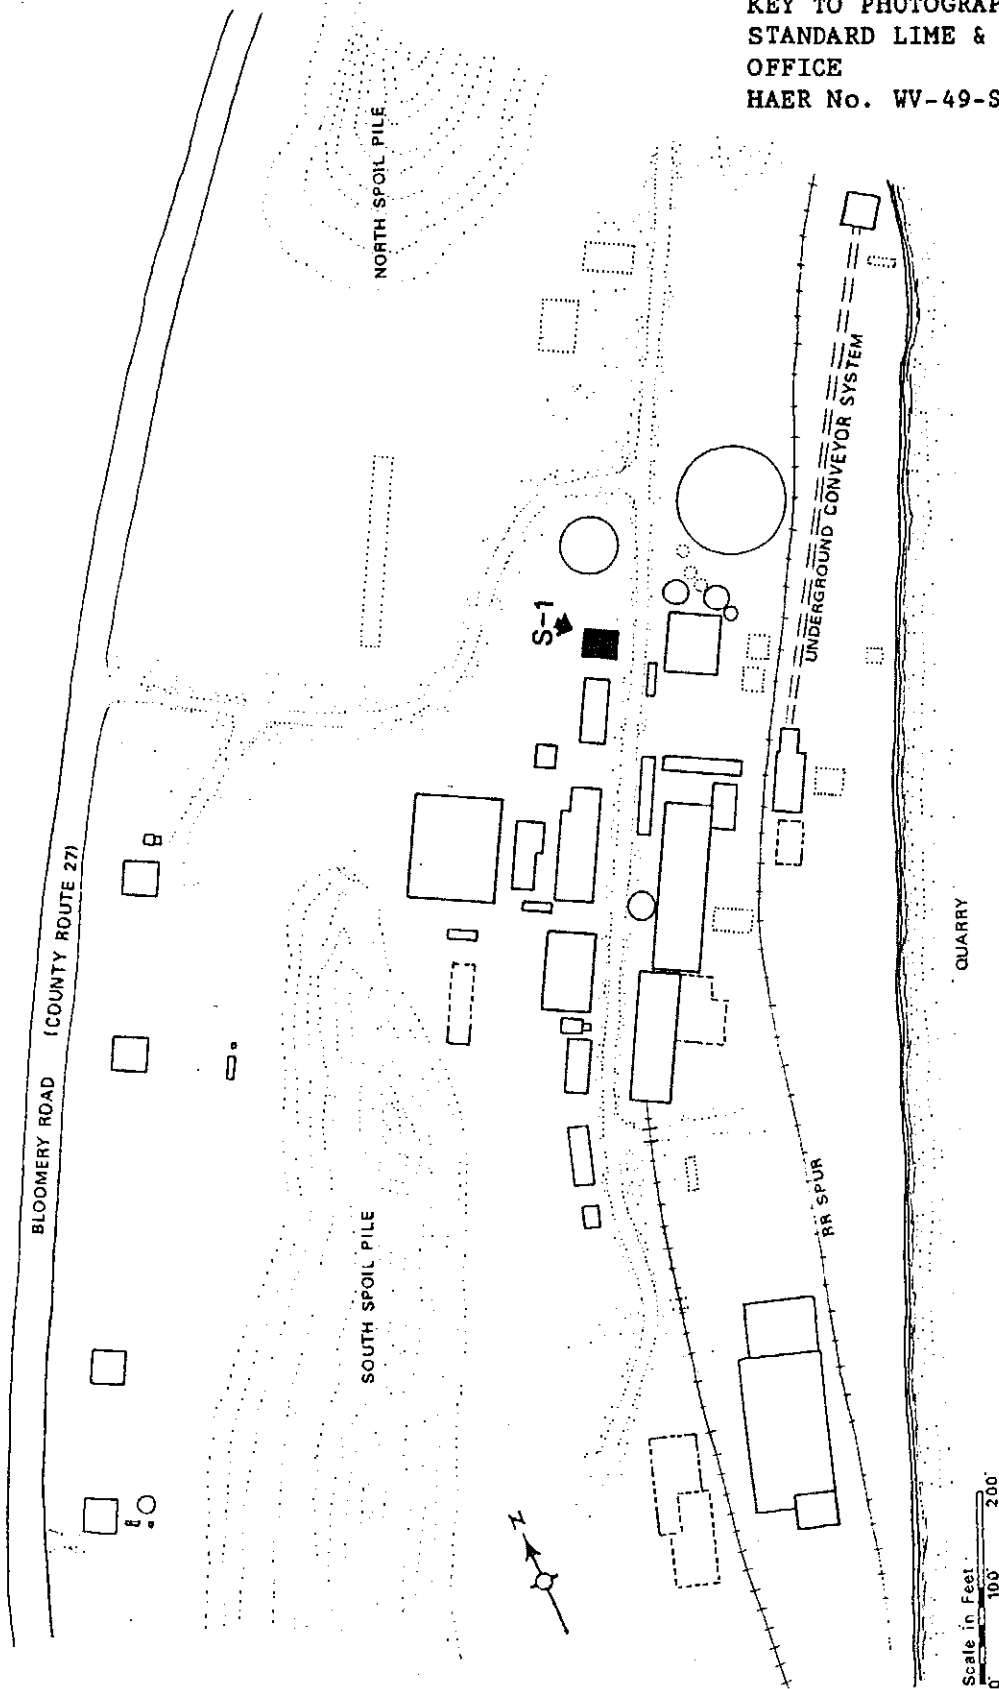 KEY TO PHOTOGRAP
STANDARD LIME &
OFFICE
HAER No. WV-49-S
NORTH SPOIL PILE
S-1
UNDERGROUND CONVEYOR SYSTEM
BLOOMERY ROAD (COUNTY ROUTE 27)
SOUTH SPOIL PILE
QUARRY
RR SPUR
N
Scale in Feet
0' 100' 200'